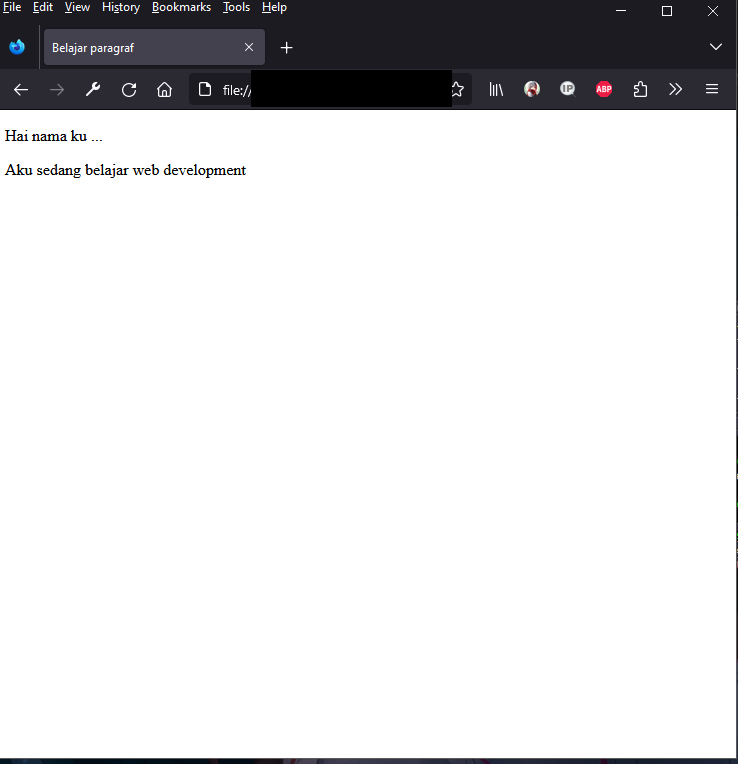 File Edit View History Bookmarks Tools Help
Belajar paragraf
file://
IP ABP
Hai nama ku ...
Aku sedang belajar web development